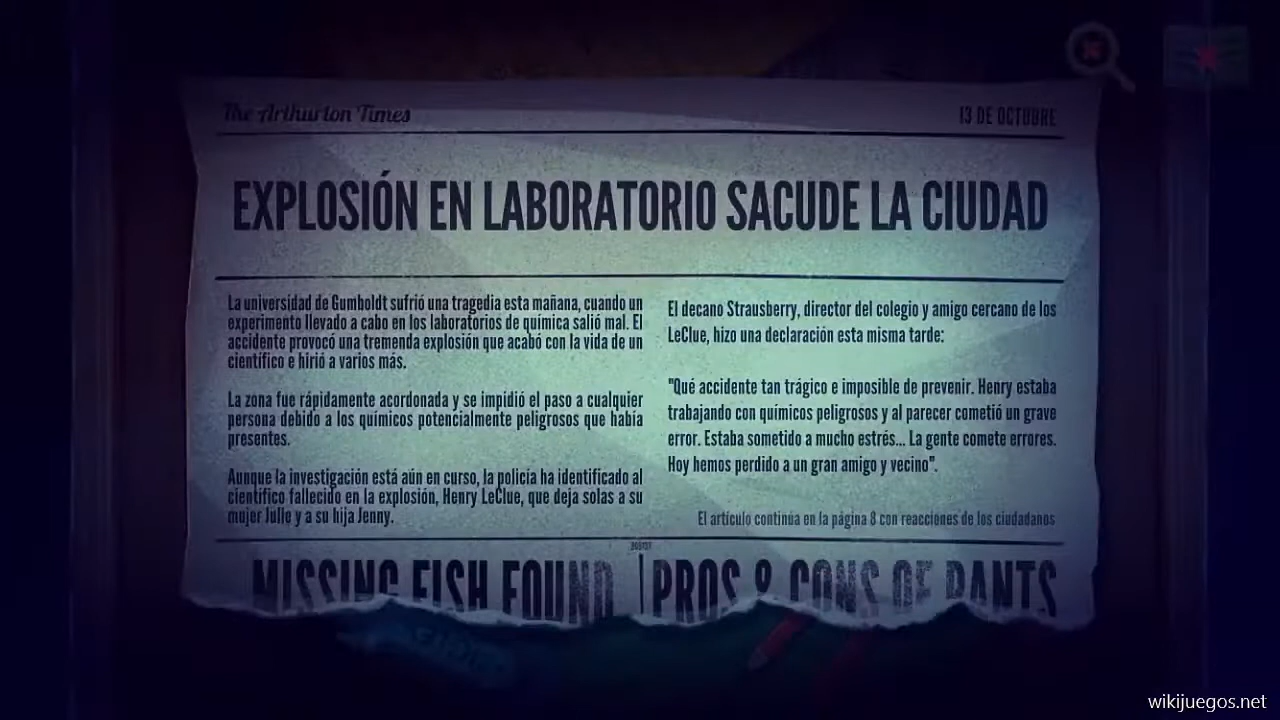 The Arthurton Times
13 DE OCTUBRE
EXPLOSIÓN EN LABORATORIO SACUDE LA CIUDAD
La universidad de Gumboldt sufrió una tragedia esta mañana, cuando un
experimento llevado a cabo en los laboratorios de química salió mal. El
accidente provocó una tremenda explosión que acabó con la vida de un
científico e hirió a varios más.
La zona fue rápidamente acordonada y se impidió el paso a cualquier
persona debido a los químicos potencialmente peligrosos que había
presentes.
Aunque la investigación está aún en curso, la policía ha identificado al
científico fallecido en la explosión, Henry LeClue, que deja solas a su
mujer Julie y a su hija Jenny.
El decano Strausberry, director del colegio y amigo cercano de los
LeClue, hizo una declaración esta misma tarde:
"Qué accidente tan trágico e imposible de prevenir. Henry estaba
trabajando con químicos peligrosos y al parecer cometió un grave
error. Estaba sometido a mucho estrés... La gente comete errores.
Hoy hemos perdido a un gran amigo y vecino".
El artículo continúa en la página 8 con reacciones de los ciudadanos
MISSING FISH FOUND
PROS & CONS OF PANTS
wikijuegos.net